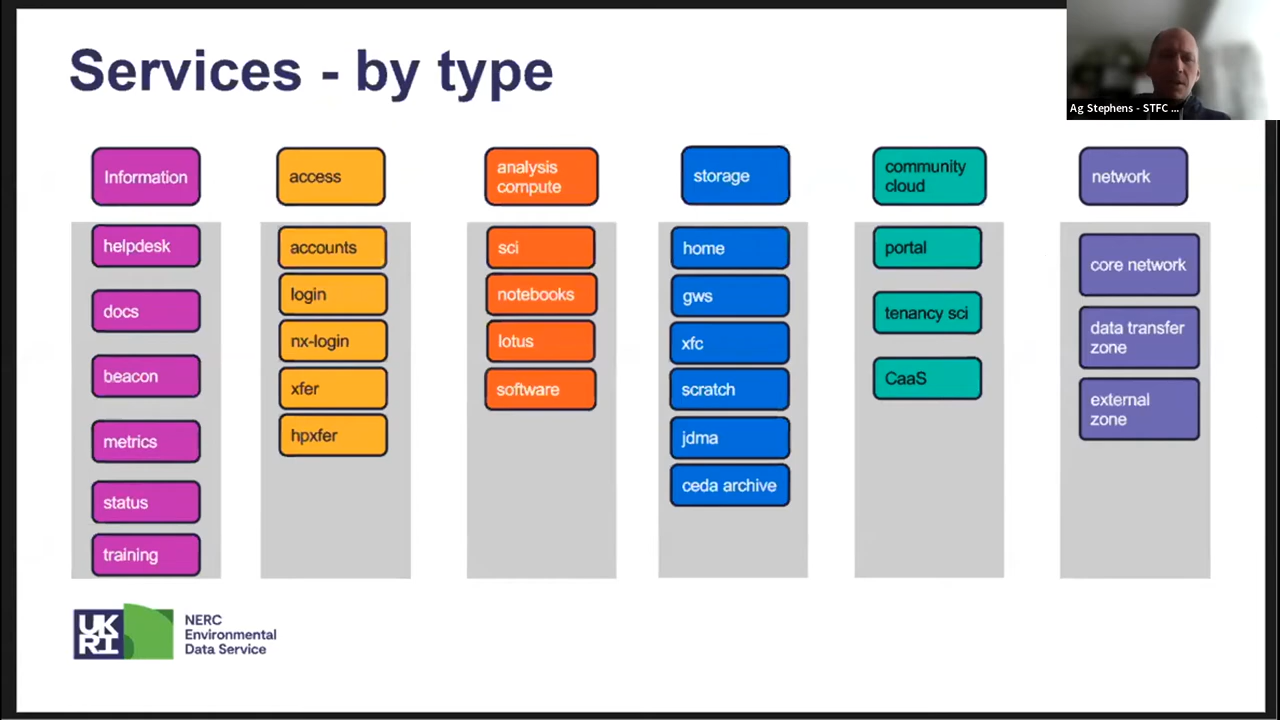 Services - by type
Ag Stephens - STFC ...
Information
access
analysis
compute
storage
community
cloud
network
helpdesk
docs
beacon
metrics
status
training
accounts
login
nx-login
xfer
hpxfer
sci
notebooks
lotus
software
home
gws
xfc
scratch
jdma
ceda archive
portal
tenancy sci
CaaS
core network
data transfer
zone
external
zone
UK
RI
NERC
Environmental
Data Service